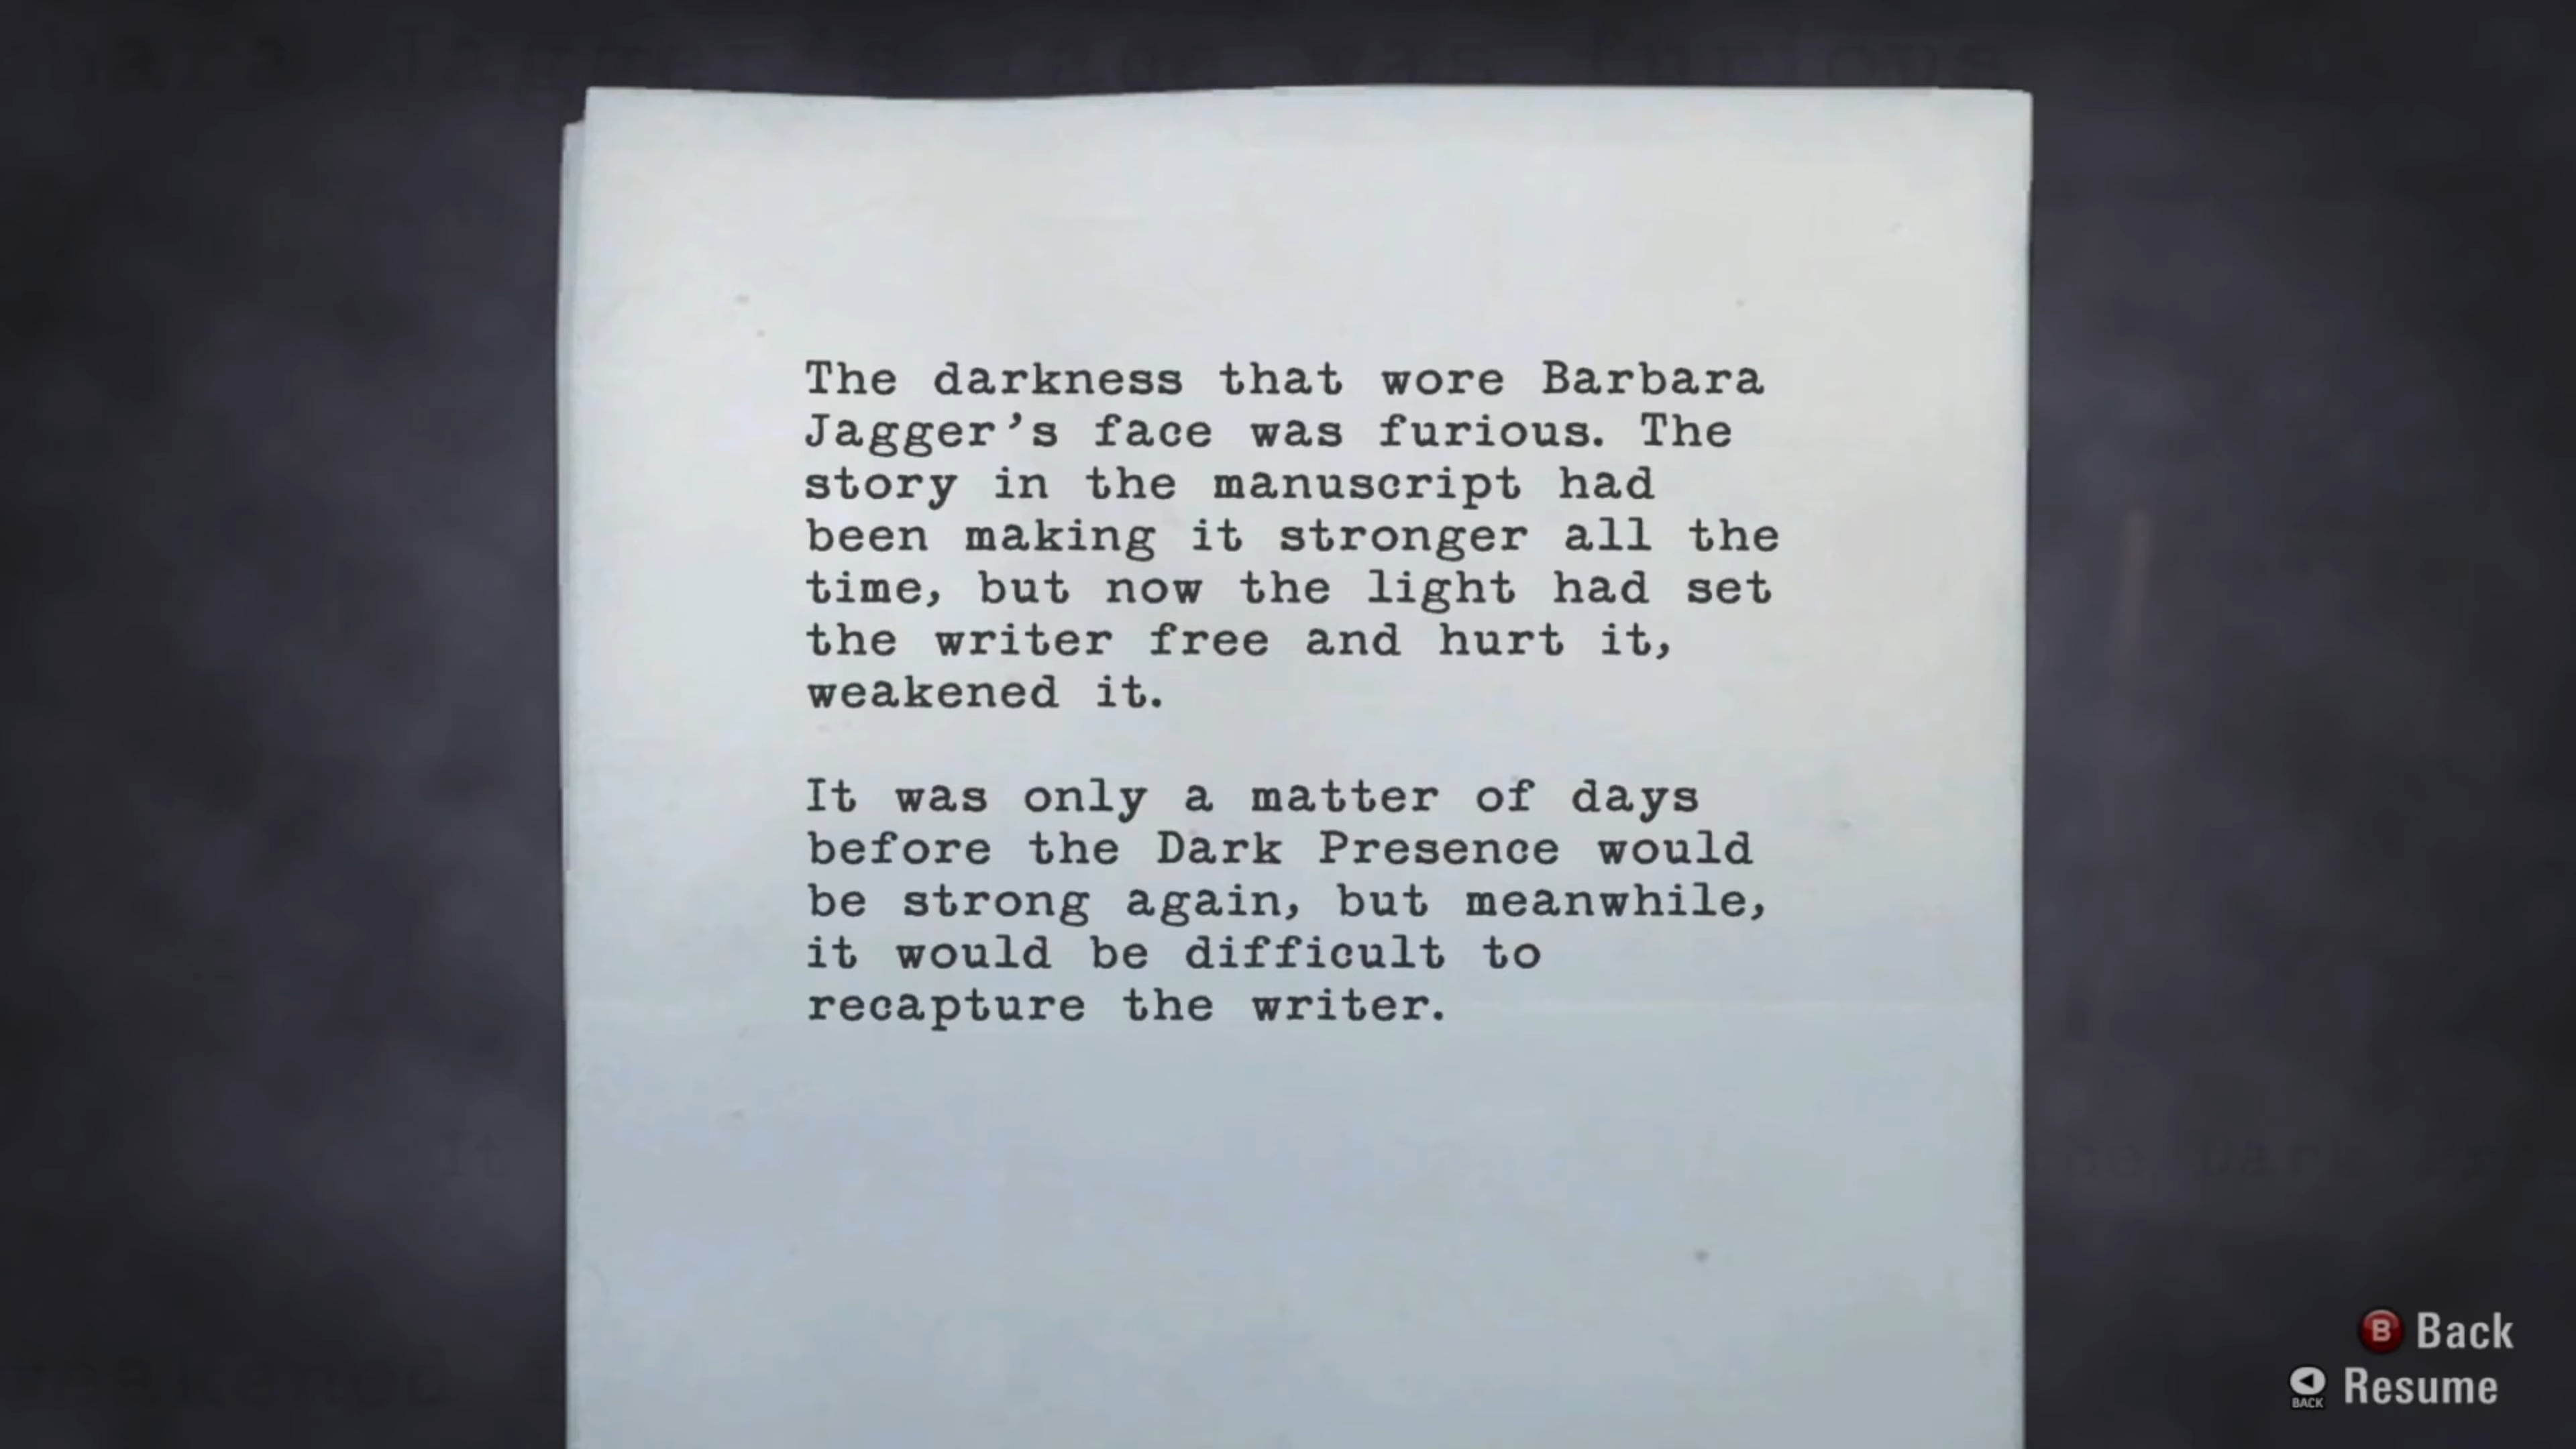 The darkness that wore Barbara
Jagger's face was furious. The
story in the manuscript had
been making it stronger all the
time, but now the light had set
the writer free and hurt it,
weakened it.
It was only a matter of days
before the Dark Presence would
be strong again, but meanwhile,
it would be difficult to
recapture the writer.
B Back
BACK Resume